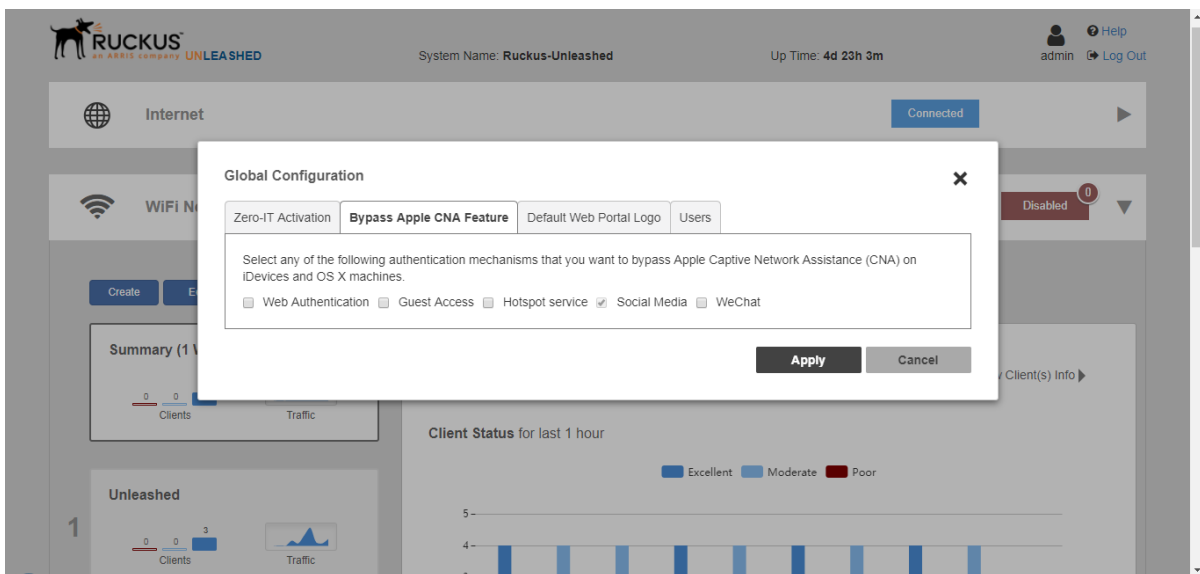 RUCKUS
an ARRIS company UNLEASHED
System Name: Ruckus-Unleashed
Up Time: 4d 23h 3m
admin
Help
Log Out
Internet
Connected
WiFi
Disabled
0
Global Configuration
Zero-IT Activation
Bypass Apple CNA Feature
Default Web Portal Logo
Users
Select any of the following authentication mechanisms that you want to bypass Apple Captive Network Assistance (CNA) on
iDevices and OS X machines.
Web Authentication Guest Access Hotspot service Social Media WeChat
Apply
Cancel
Create
Summary (1
0 0
Clients
Traffic
Client(s) Info
Client Status for last 1 hour
Excellent Moderate Poor
Unleashed
1
0 0 3
Clients
Traffic
5
4